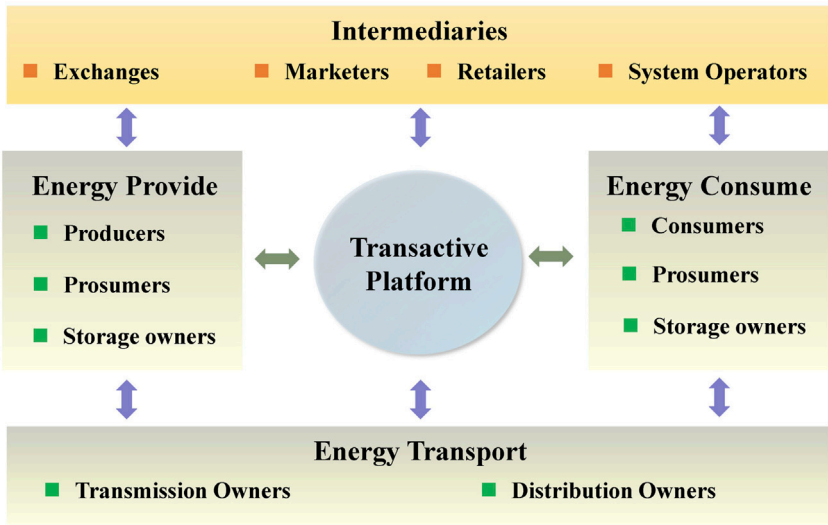 Intermediaries
Exchanges
Marketers
Retailers
System Operators
Energy Provide
Producers
Prosumers
Storage owners
Transactive
Platform
Energy Consume
Consumers
Prosumers
Storage owners
Energy Transport
Transmission Owners
Distribution Owners